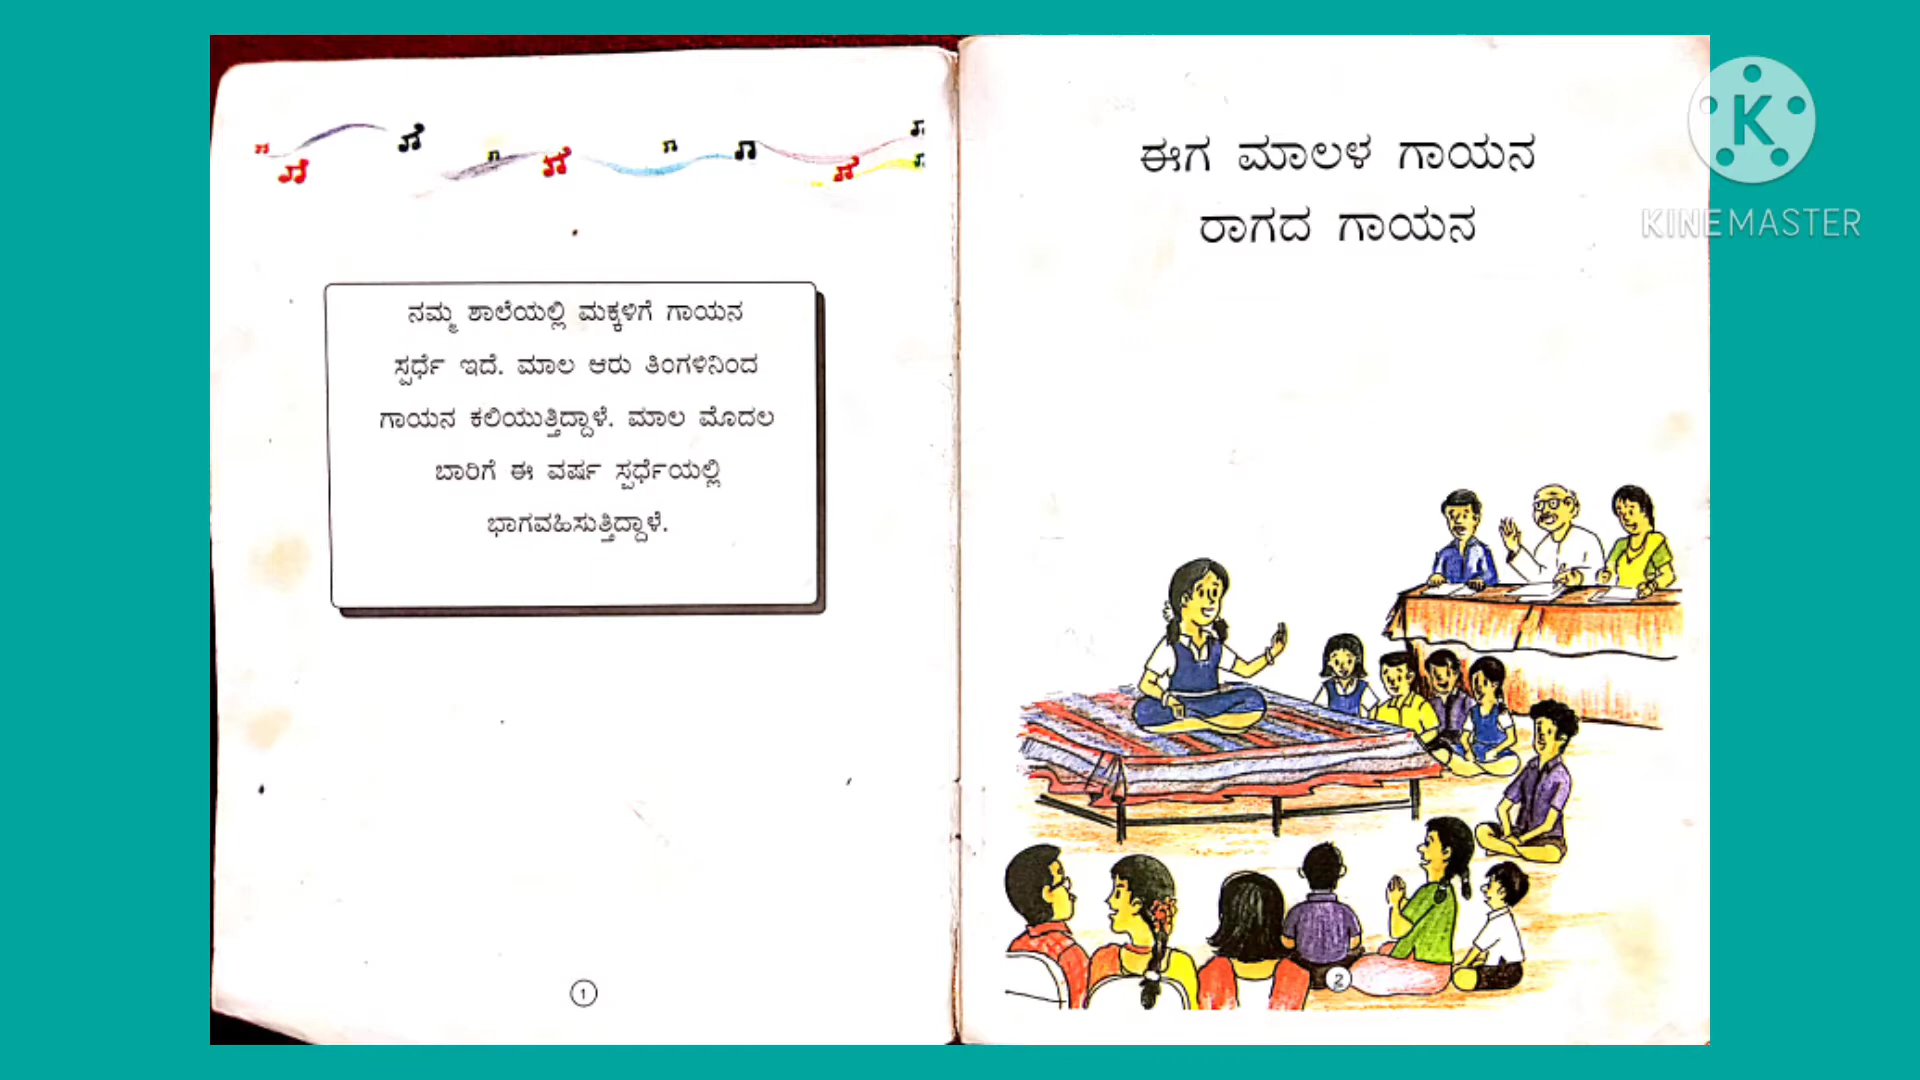 ನಮ್ಮ ಶಾಲೆಯಲ್ಲಿ ಮಕ್ಕಳಿಗೆ ಗಾಯನ
ಸ್ಪರ್ಧೆ ಇದೆ. ಮಾಲ ಆರು ತಿಂಗಳಿನಿಂದ
ಗಾಯನ ಕಲಿಯುತ್ತಿದ್ದಾಳೆ. ಮಾಲ ಮೊದಲ
ಬಾರಿಗೆ ಈ ವರ್ಷ ಸ್ಪರ್ಧೆಯಲ್ಲಿ
ಭಾಗವಹಿಸುತ್ತಿದ್ದಾಳೆ.
1
ಈಗ ಮಾಲಳ ಗಾಯನ
ರಾಗದ ಗಾಯನ
2
K
KINEMASTER